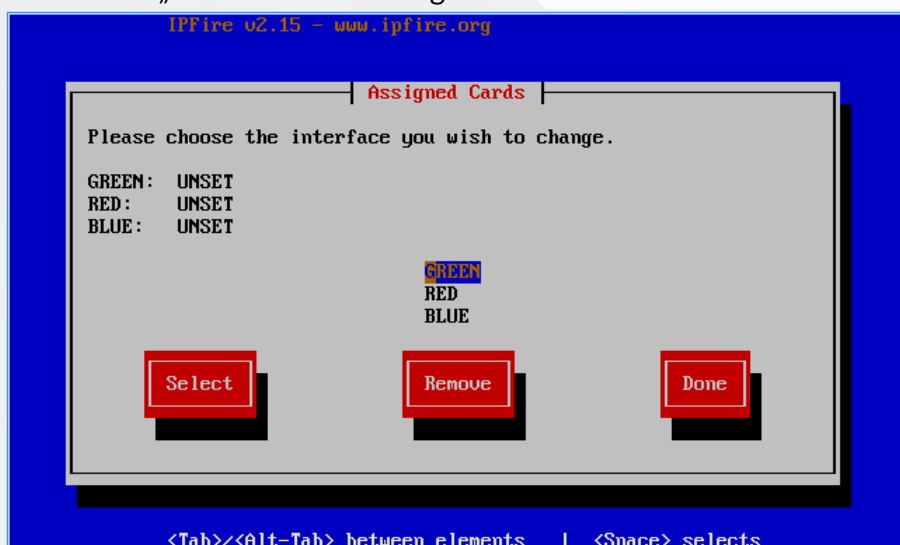 IPFire v2.15 - www.ipfire.org
Assigned Cards
Please choose the interface you wish to change.
GREEN: UNSET
RED: UNSET
BLUE: UNSET
GREEN
RED
BLUE
Select Remove Done
<Tab>/<Alt-Tab> between elements | <Space> selects